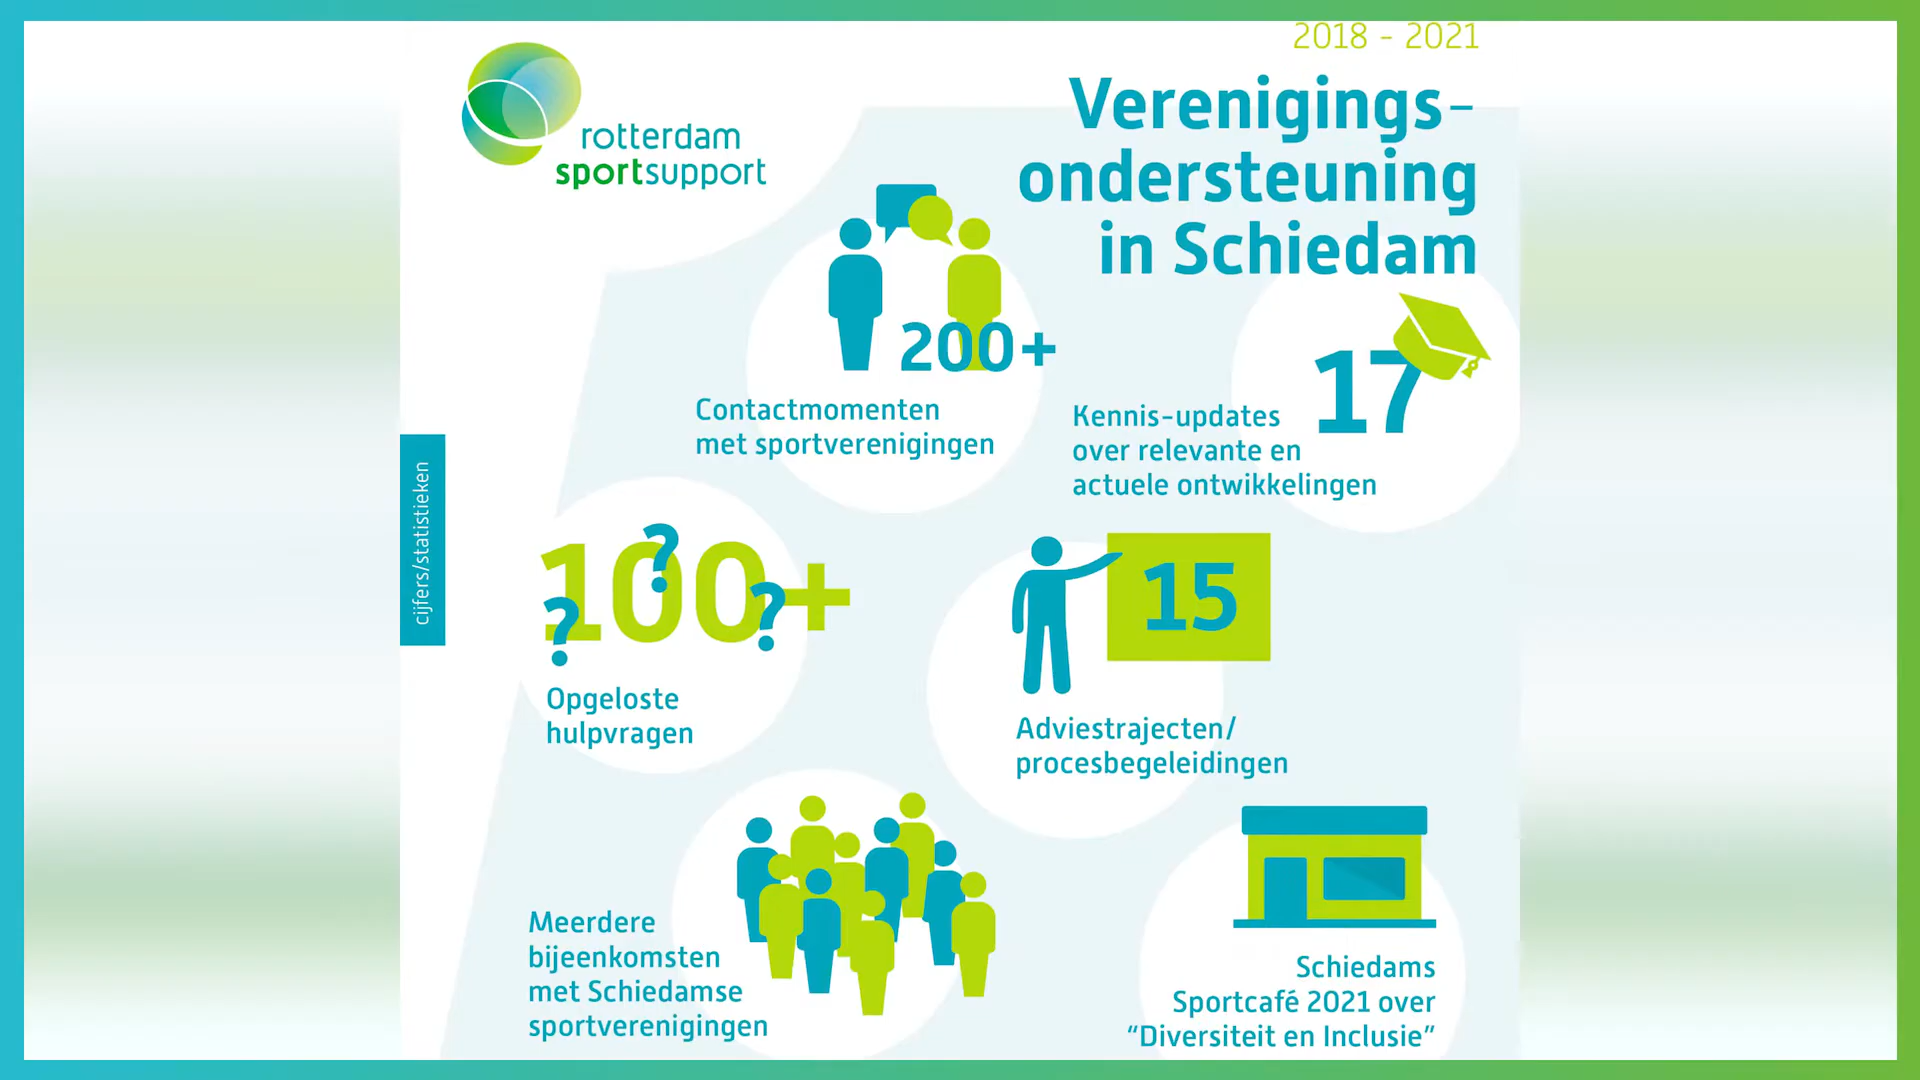 2018 - 2021
rotterdam
sportsupport
Verenigings-
ondersteuning
in Schiedam
200+
Contactmomenten
met sportverenigingen
17
Kennis-updates
over relevante en
actuele ontwikkelingen
cijfers/statistieken
100+
? ? ?
Opgeloste
hulpvragen
15
Adviestrajecten/
procesbegeleidingen
Meerdere
bijeenkomsten
met Schiedamse
sportverenigingen
Schiedams
Sportcafé 2021 over
“Diversiteit en Inclusie”